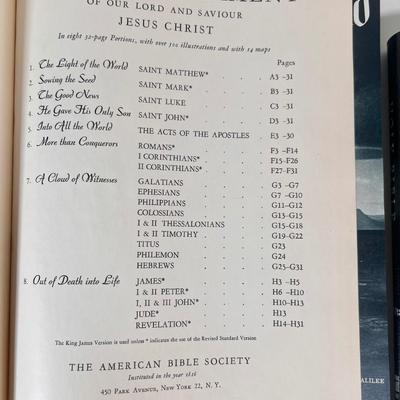 OF OUR LORD AND SAVIOUR
JESUS CHRIST
In eight 32-page Portions, with over 500 illustrations and with 14 maps
Pages
1. The Light of the World SAINT MATTHEW* . . . A3 -31
2. Sowing the Seed SAINT MARK* . . . B3 -31
3. The Good News SAINT LUKE . . . C3 -31
4. He Gave His Only Son SAINT JOHN* . . . D3 -31
5. Into All the World THE ACTS OF THE APOSTLES . E3 -30
6. More than Conquerors ROMANS* . . . F3 -F14
I CORINTHIANS* . . . F15-F26
II CORINTHIANS* . . . F27-F31
7. A Cloud of Witnesses GALATIANS . . . G3 -G7
EPHESIANS . . . G7 -G10
PHILIPPIANS . . . G11-G12
COLOSSIANS . . . G13-G15
I & II THESSALONIANS . . G15-G18
I & II TIMOTHY . . . G19-G22
TITUS . . . G23
PHILEMON . . . G24
HEBREWS . . . G25-G31
8. Out of Death into Life JAMES* . . . H3 -H5
I & II PETER* . . . H6 -H10
I, II & III JOHN* . . . H10-H13
JUDE* . . . H13
REVELATION* . . . H14-H31
The King James Version is used unless * indicates the use of the Revised Standard Version
THE AMERICAN BIBLE SOCIETY
Instituted in the year 1816
450 PARK AVENUE, NEW YORK 22, N. Y.
ALILEE